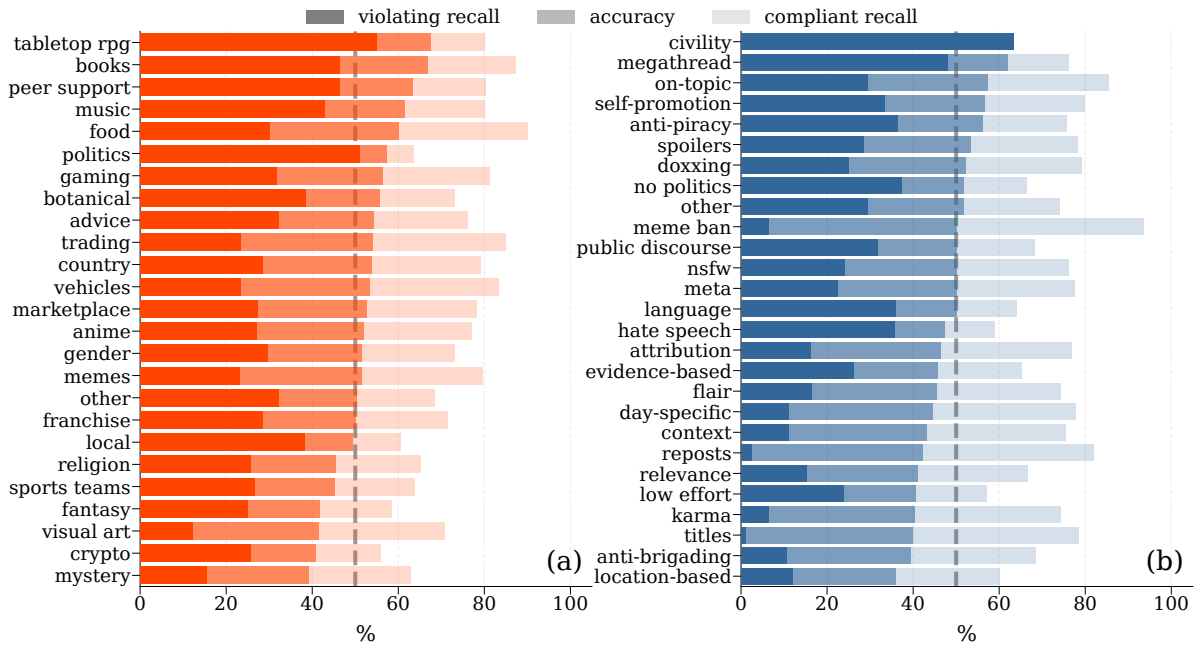 violating recall accuracy compliant recall
tabletop rpg
books
peer support
music
food
politics
gaming
botanical
advice
trading
country
vehicles
marketplace
anime
gender
memes
other
franchise
local
religion
sports teams
fantasy
visual art
crypto
mystery
(a)
0 20 40 60 80 100
%
civility
megathread
on-topic
self-promotion
anti-piracy
spoilers
doxxing
no politics
other
meme ban
public discourse
nsfw
meta
language
hate speech
attribution
evidence-based
flair
day-specific
context
reposts
relevance
low effort
karma
titles
anti-brigading
location-based
(b)
0 20 40 60 80 100
%